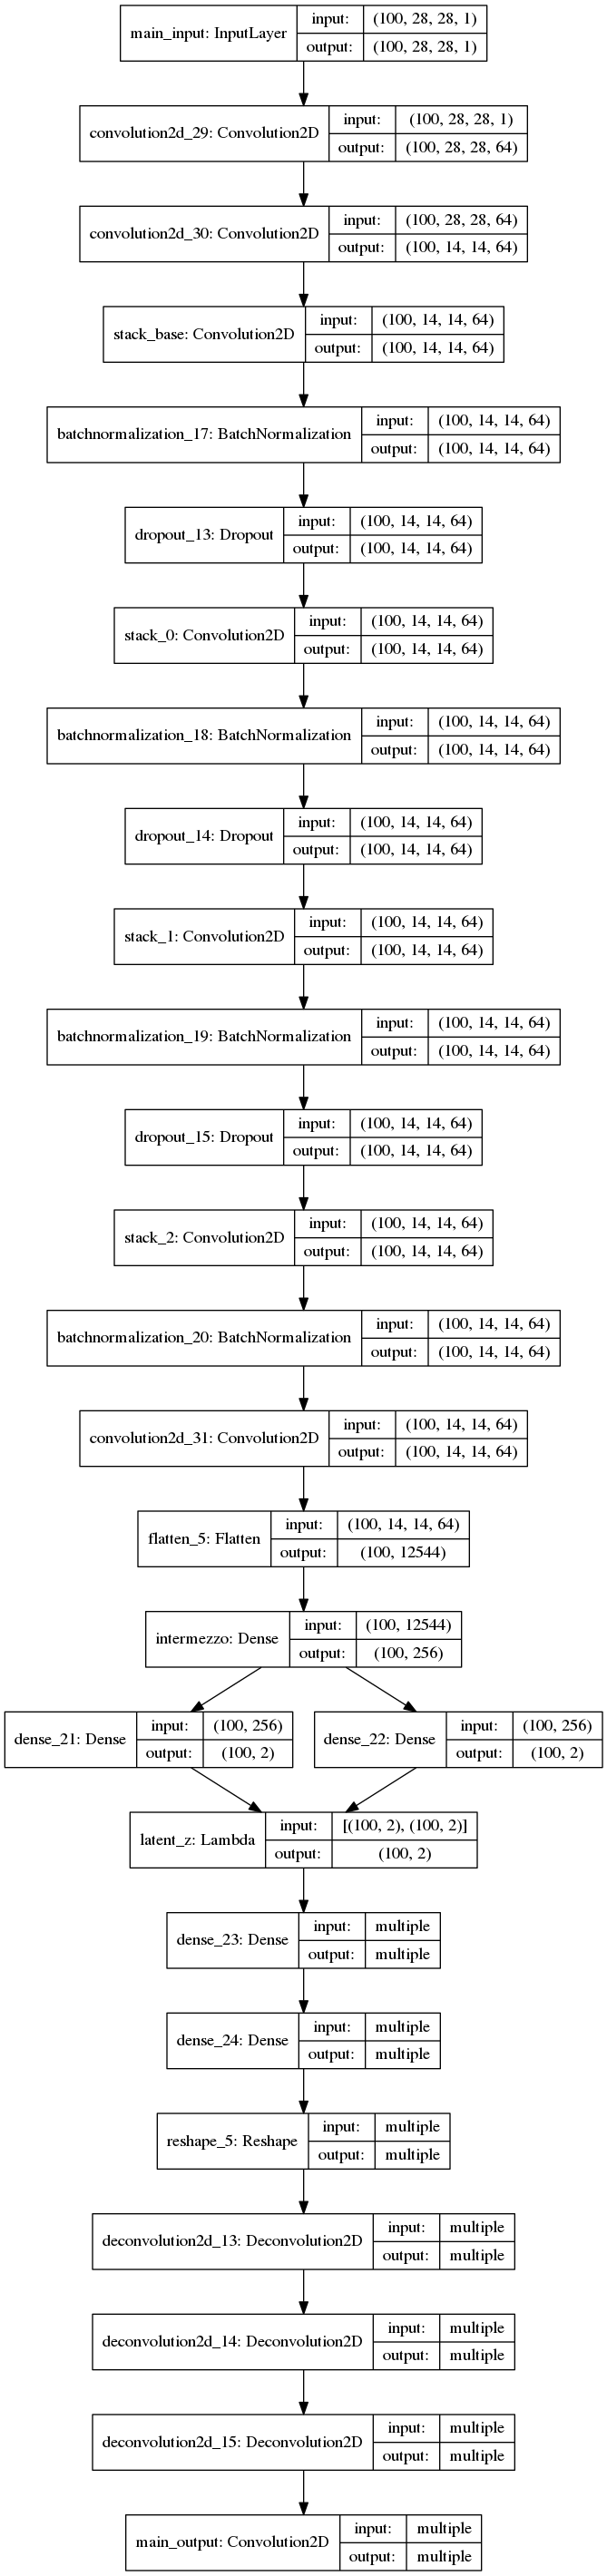 main_input: InputLayer
input: (100, 28, 28, 1)
output: (100, 28, 28, 1)
convolution2d_29: Convolution2D
input: (100, 28, 28, 1)
output: (100, 28, 28, 64)
convolution2d_30: Convolution2D
input: (100, 28, 28, 64)
output: (100, 14, 14, 64)
stack_base: Convolution2D
input: (100, 14, 14, 64)
output: (100, 14, 14, 64)
batchnormalization_17: BatchNormalization
input: (100, 14, 14, 64)
output: (100, 14, 14, 64)
dropout_13: Dropout
input: (100, 14, 14, 64)
output: (100, 14, 14, 64)
stack_0: Convolution2D
input: (100, 14, 14, 64)
output: (100, 14, 14, 64)
batchnormalization_18: BatchNormalization
input: (100, 14, 14, 64)
output: (100, 14, 14, 64)
dropout_14: Dropout
input: (100, 14, 14, 64)
output: (100, 14, 14, 64)
stack_1: Convolution2D
input: (100, 14, 14, 64)
output: (100, 14, 14, 64)
batchnormalization_19: BatchNormalization
input: (100, 14, 14, 64)
output: (100, 14, 14, 64)
dropout_15: Dropout
input: (100, 14, 14, 64)
output: (100, 14, 14, 64)
stack_2: Convolution2D
input: (100, 14, 14, 64)
output: (100, 14, 14, 64)
batchnormalization_20: BatchNormalization
input: (100, 14, 14, 64)
output: (100, 14, 14, 64)
convolution2d_31: Convolution2D
input: (100, 14, 14, 64)
output: (100, 14, 14, 64)
flatten_5: Flatten
input: (100, 14, 14, 64)
output: (100, 12544)
intermezzo: Dense
input: (100, 12544)
output: (100, 256)
dense_21: Dense
input: (100, 256)
output: (100, 2)
dense_22: Dense
input: (100, 256)
output: (100, 2)
latent_z: Lambda
input: [(100, 2), (100, 2)]
output: (100, 2)
dense_23: Dense
input: multiple
output: multiple
dense_24: Dense
input: multiple
output: multiple
reshape_5: Reshape
input: multiple
output: multiple
deconvolution2d_13: Deconvolution2D
input: multiple
output: multiple
deconvolution2d_14: Deconvolution2D
input: multiple
output: multiple
deconvolution2d_15: Deconvolution2D
input: multiple
output: multiple
main_output: Convolution2D
input: multiple
output: multiple